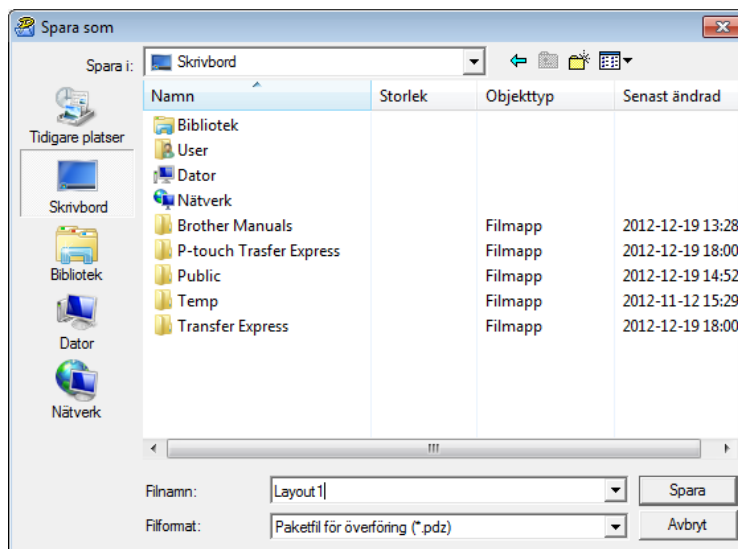 Spara som
Spara i: Skrivbord
Namn Storlek Objekttyp Senast ändrad
Tidigare platser
Skrivbord
Bibliotek
Dator
Nätverk
Bibliotek
User
Dator
Nätverk
Brother Manuals Filmapp 2012-12-19 13:28
P-touch Trasfer Express Filmapp 2012-12-19 18:00
Public Filmapp 2012-12-19 14:52
Temp Filmapp 2012-11-12 15:29
Transfer Express Filmapp 2012-12-19 18:00
Filnamn: Layout1 Spara
Filformat: Paketfil för överföring (*.pdz) Avbryt